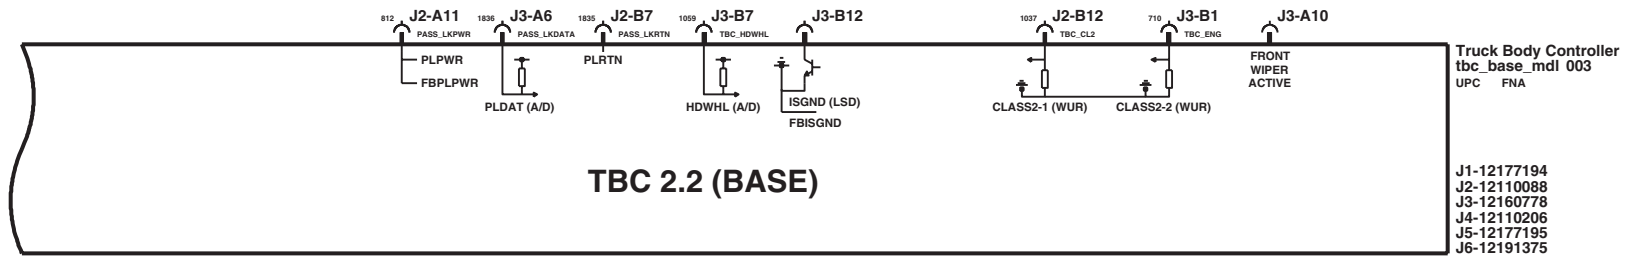 812 J2-A11 1836 J3-A6 1835 J2-B7 1059 J3-B7 J3-B12 1037 J2-B12 710 J3-B1 J3-A10
PASS_LKPWR PASS_LKDATA PASS_LKRTN TBC_HDWHL TBC_CL2 TBC_ENG
PLPWR PLRTN FRONT
WIPER
FBPLPWR ACTIVE
PLDAT (A/D) HDWHL (A/D) ISGND (LSD) CLASS2-1 (WUR) CLASS2-2 (WUR)
FBISGND
Truck Body Controller
tbc_base_mdl 003
UPC FNA
TBC 2.2 (BASE)
J1-12177194
J2-12110088
J3-12160778
J4-12110206
J5-12177195
J6-12191375